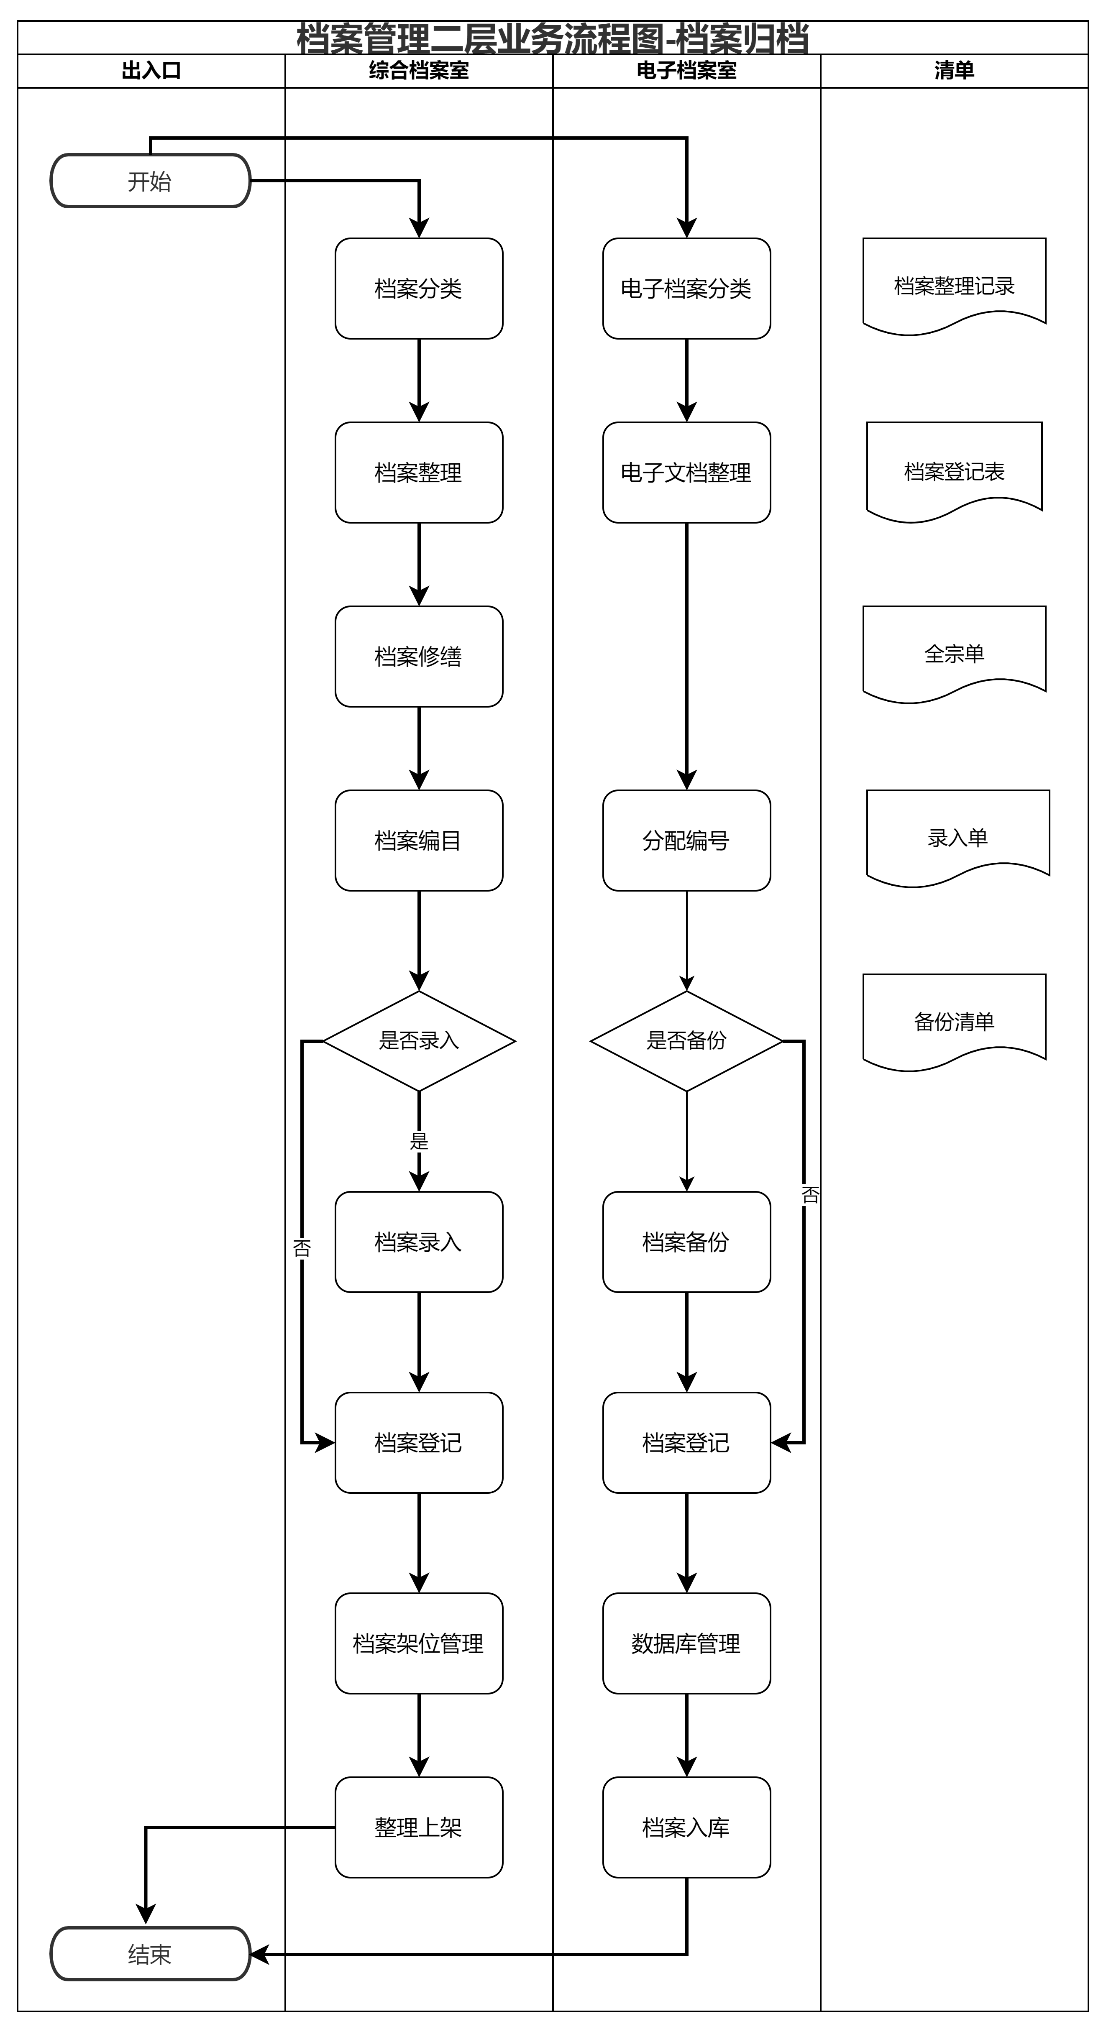 档案管理二层业务流程图-档案归档
出入口
综合档案室
电子档案室
清单
开始
档案分类
电子档案分类
档案整理记录
档案整理
电子文档整理
档案登记表
档案修缮
全宗单
档案编目
分配编号
录入单
是否录入
是否备份
备份清单
是
否
否
档案录入
档案备份
档案登记
档案登记
档案架位管理
数据库管理
整理上架
档案入库
结束